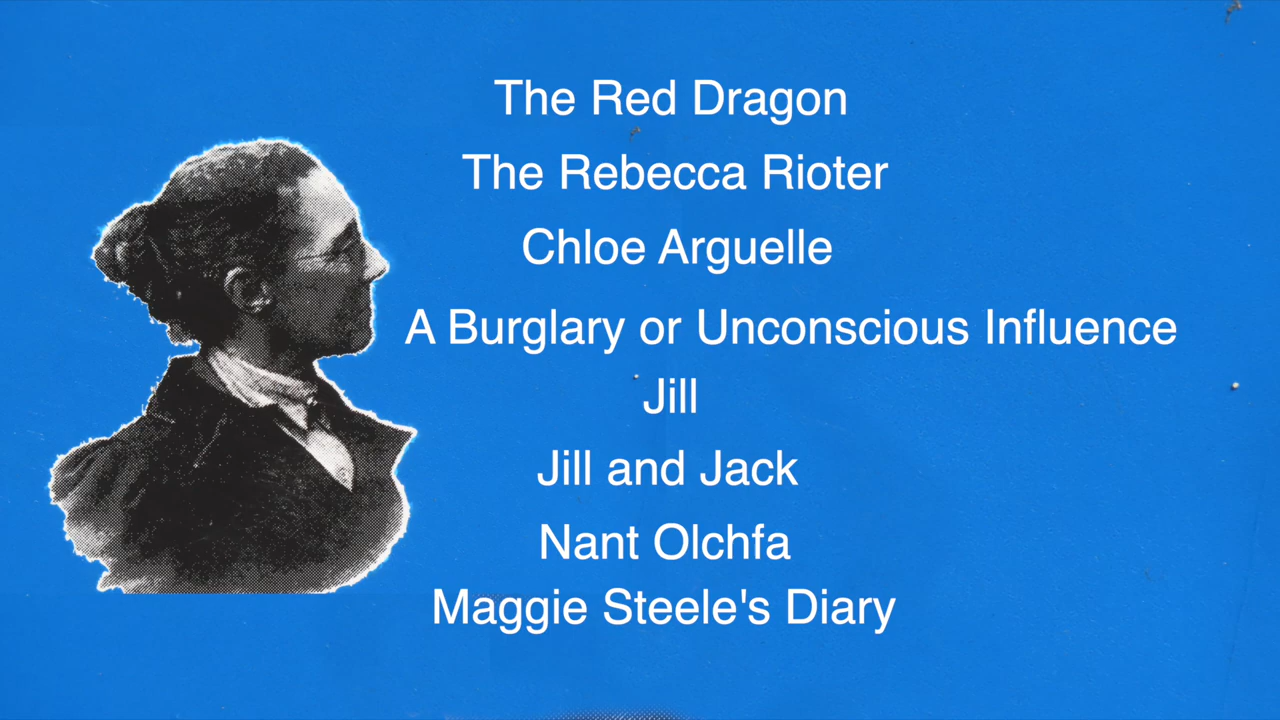 The Red Dragon
The Rebecca Rioter
Chloe Arguelle
A Burglary or Unconscious Influence
Jill
Jill and Jack
Nant Olchfa
Maggie Steele's Diary